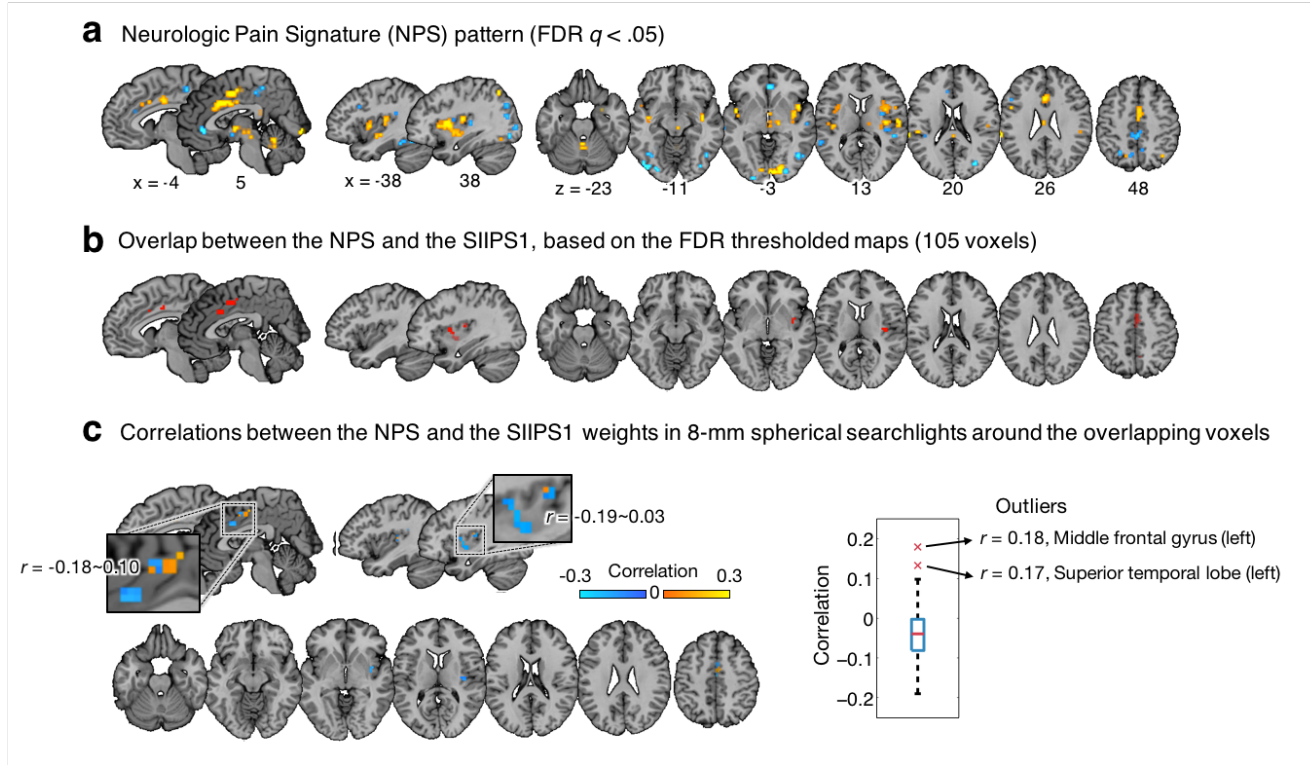 a Neurologic Pain Signature (NPS) pattern (FDR q < .05)
x = -4 5 x = -38 38 z = -23 -11 -3 13 20 26 48
b Overlap between the NPS and the SIIPS1, based on the FDR thresholded maps (105 voxels)
c Correlations between the NPS and the SIIPS1 weights in 8-mm spherical searchlights around the overlapping voxels
r = -0.19~0.03
r = -0.18~0.10
-0.3 Correlation 0.3
0
Outliers
r = 0.18, Middle frontal gyrus (left)
r = 0.17, Superior temporal lobe (left)
Correlation
0.2
0.1
0
−0.1
−0.2